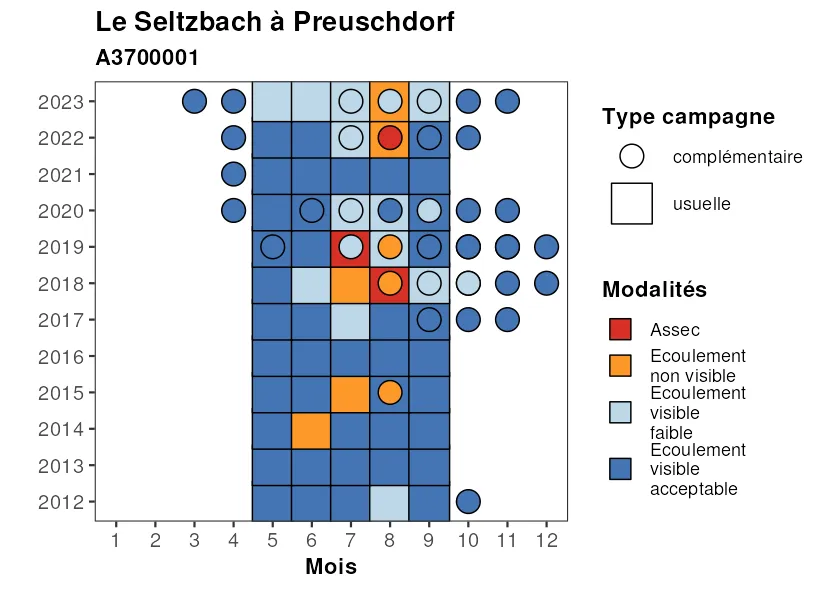 Le Seltzbach à Preuschdorf
A3700001
2023
2022
2021
2020
2019
2018
2017
2016
2015
2014
2013
2012
1 2 3 4 5 6 7 8 9 10 11 12
Mois
Type campagne
complémentaire
usuelle
Modalités
Assec
Ecoulement
non visible
Ecoulement
visible
faible
Ecoulement
visible
acceptable